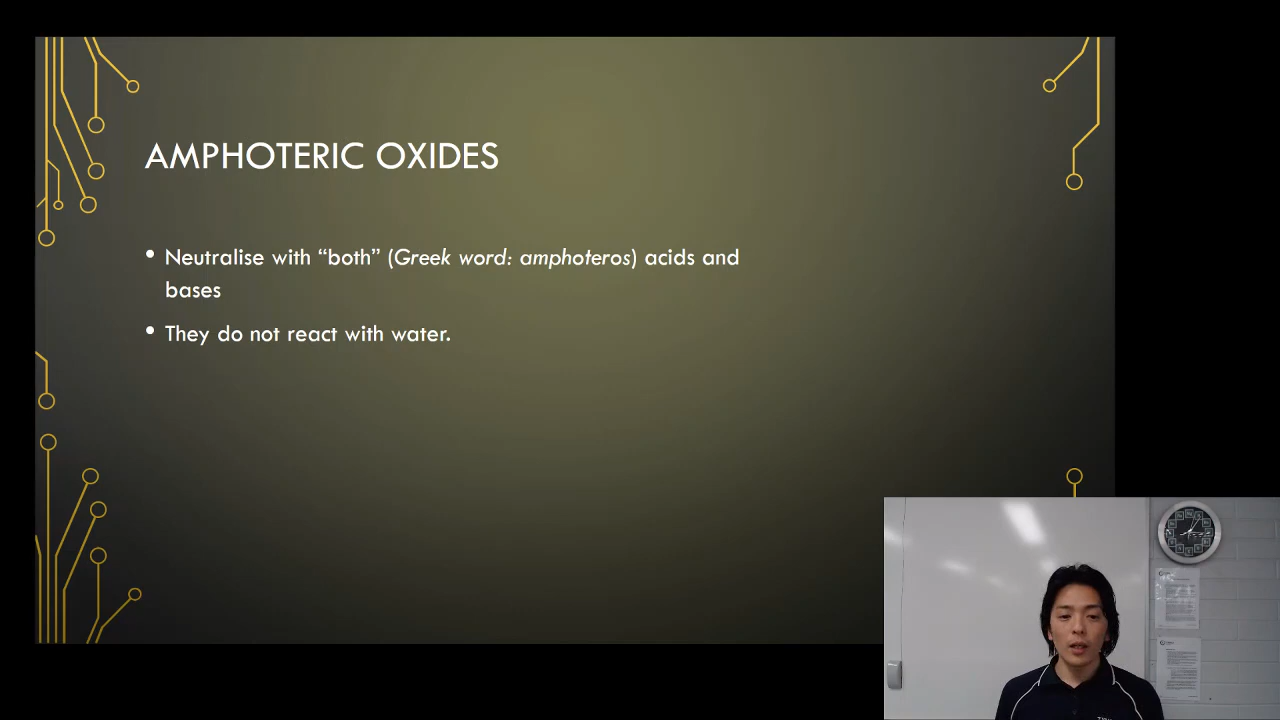 AMPHOTERIC OXIDES
• Neutralise with “both” (Greek word: amphoteros) acids and
bases
• They do not react with water.